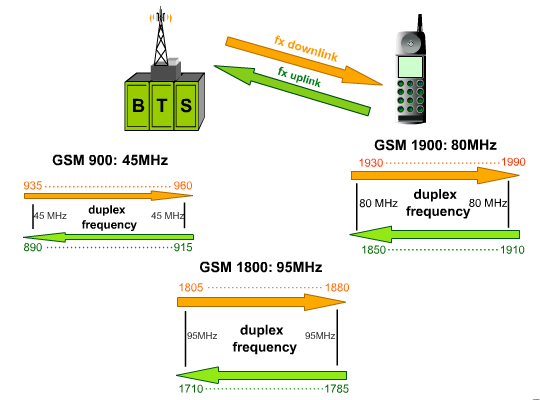 fx downlink
fx uplink
B T S
GSM 900: 45MHz
935 960
45 MHz duplex frequency 45 MHz
890 915
GSM 1900: 80MHz
1930 1990
80 MHz duplex frequency 80 MHz
1850 1910
GSM 1800: 95MHz
1805 1880
95MHz duplex frequency 95MHz
1710 1785